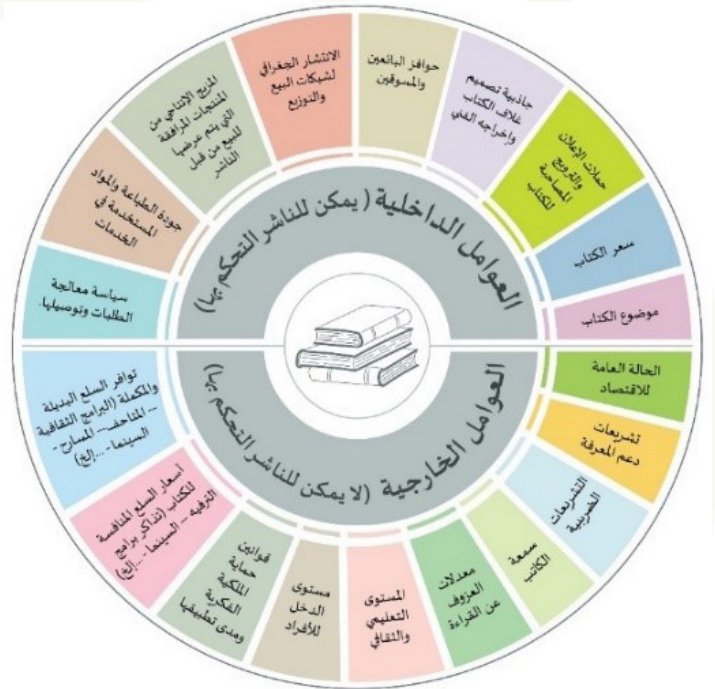 العوامل الداخلية (يمكن للناشر التحكم بها)
موضوع الكتاب
سعر الكتاب
حملات الإعلان
والترويج
المصاحبة
للكتاب
جاذبية تصميم
غلاف الكتاب
وإخراجه الفني
حوافز البائعين
والمسوقين
الانتشار الجغرافي
لشبكات البيع
والتوزيع
المزيج الإنتاجي من
المنتجات المرافقة
التي يتم عرضها
للبيع من قبل
الناشر
جودة الطباعة والمواد
المستخدمة في
الخدمات
سياسة معالجة
الطلبات وتوصيلها.
العوامل الخارجية (لا يمكن للناشر التحكم بها)
الحالة العامة
للاقتصاد
تشريعات
دعم المعرفة
التشريعات
الضريبية
سمعة
الكاتب
معدلات
العزوف
عن القراءة
المستوى
التعليمي
والثقافي
مستوى
الدخل
للأفراد
قوانين
حماية
الملكية
الفكرية
ومدى تطبيقها
أسعار السلع المنافسة
للكتاب (تذاكر برامج
الترفيه – السينما -...إلخ)
توافر السلع البديلة
والمكملة (البرامج الثقافية
– المتاحف – المسارح -
السينما -...إلخ)